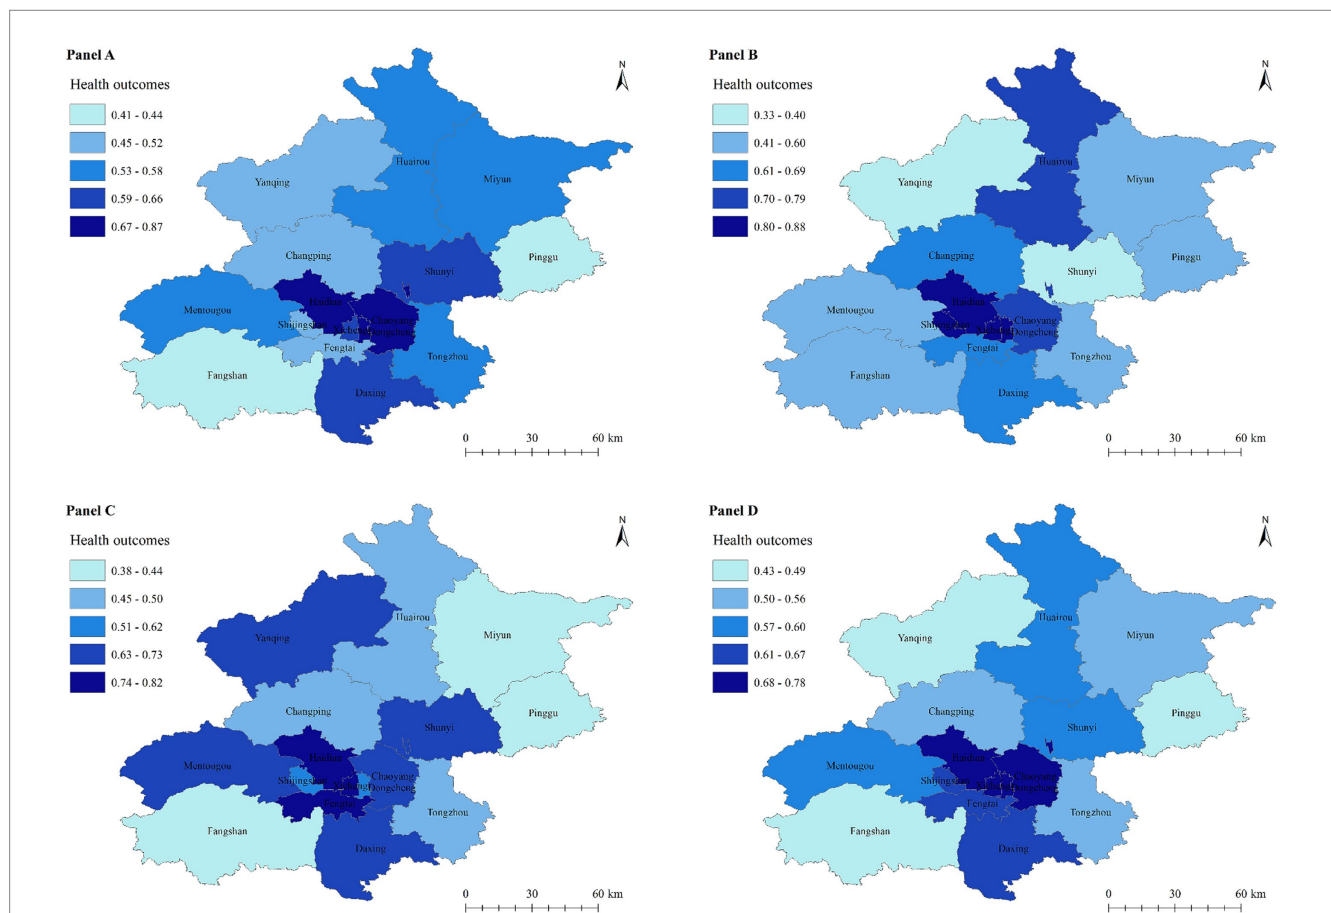 Panel A
Health outcomes
0.41 - 0.44
0.45 - 0.52
0.53 - 0.58
0.59 - 0.66
0.67 - 0.87
N
Huairou
Yanqing
Miyun
Changping
Pinggu
Shunyi
Haidian
Mentougou
Shijingshan
Xicheng
Chaoyang
Dongcheng
Fengtai
Tongzhou
Fangshan
Daxing
0 30 60 km
Panel B
Health outcomes
0.33 - 0.40
0.41 - 0.60
0.61 - 0.69
0.70 - 0.79
0.80 - 0.88
N
Huairou
Yanqing
Miyun
Changping
Pinggu
Shunyi
Haidian
Mentougou
Shijingshan
Xicheng
Chaoyang
Dongcheng
Fengtai
Tongzhou
Fangshan
Daxing
0 30 60 km
Panel C
Health outcomes
0.38 - 0.44
0.45 - 0.50
0.51 - 0.62
0.63 - 0.73
0.74 - 0.82
N
Huairou
Yanqing
Miyun
Changping
Pinggu
Shunyi
Haidian
Mentougou
Shijingshan
Xicheng
Chaoyang
Dongcheng
Fengtai
Tongzhou
Fangshan
Daxing
0 30 60 km
Panel D
Health outcomes
0.43 - 0.49
0.50 - 0.56
0.57 - 0.60
0.61 - 0.67
0.68 - 0.78
N
Huairou
Yanqing
Miyun
Changping
Pinggu
Shunyi
Haidian
Mentougou
Shijingshan
Xicheng
Chaoyang
Dongcheng
Fengtai
Tongzhou
Fangshan
Daxing
0 30 60 km